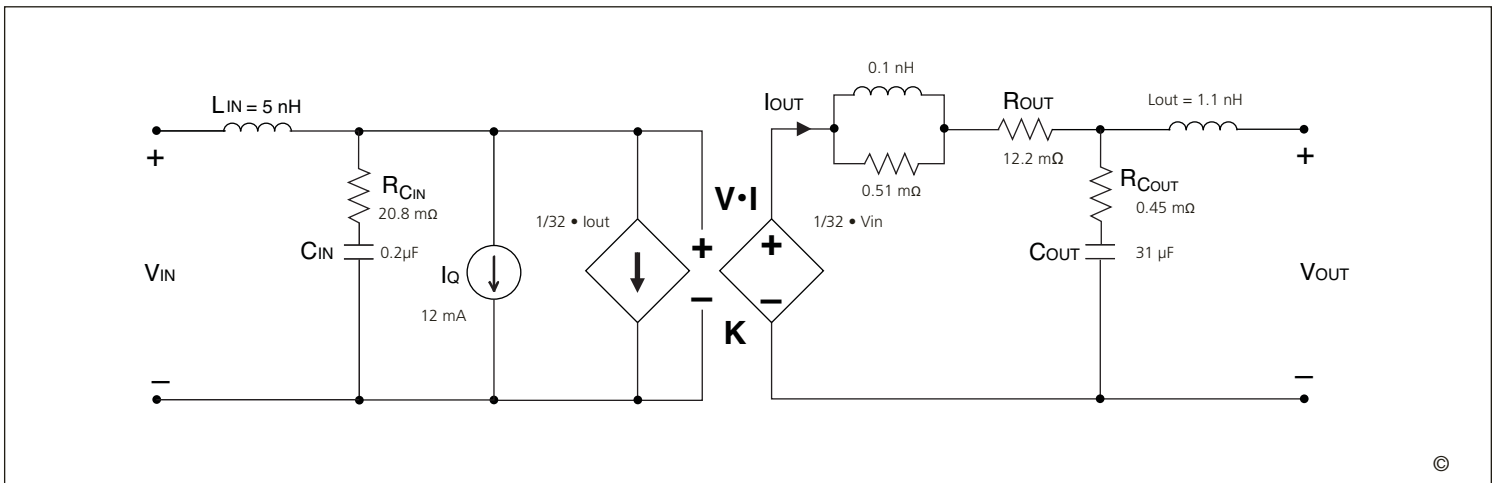 LIN = 5 nH
+
–
VIN
RCIN
20.8 mΩ
CIN
0.2µF
IQ
12 mA
1/32 • Iout
+
–
V•I
K
+
–
1/32 • Vin
IOUT
0.1 nH
0.51 mΩ
ROUT
12.2 mΩ
RCOUT
0.45 mΩ
COUT
31 µF
Lout = 1.1 nH
+
–
VOUT
©